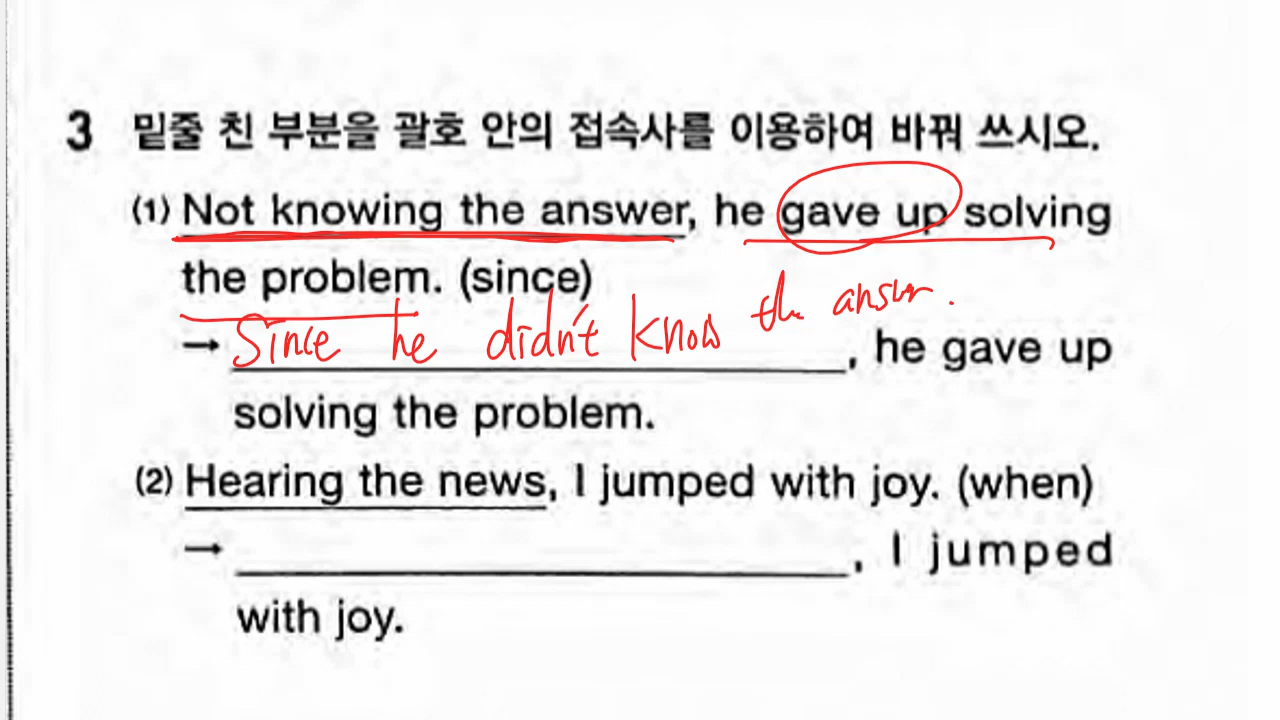 3 밑줄 친 부분을 괄호 안의 접속사를 이용하여 바꿔 쓰시오.
(1) Not knowing the answer, he gave up solving
the problem. (since)
→ Since he didn't know the answer. , he gave up
solving the problem.
(2) Hearing the news, I jumped with joy. (when)
→ , I jumped
with joy.